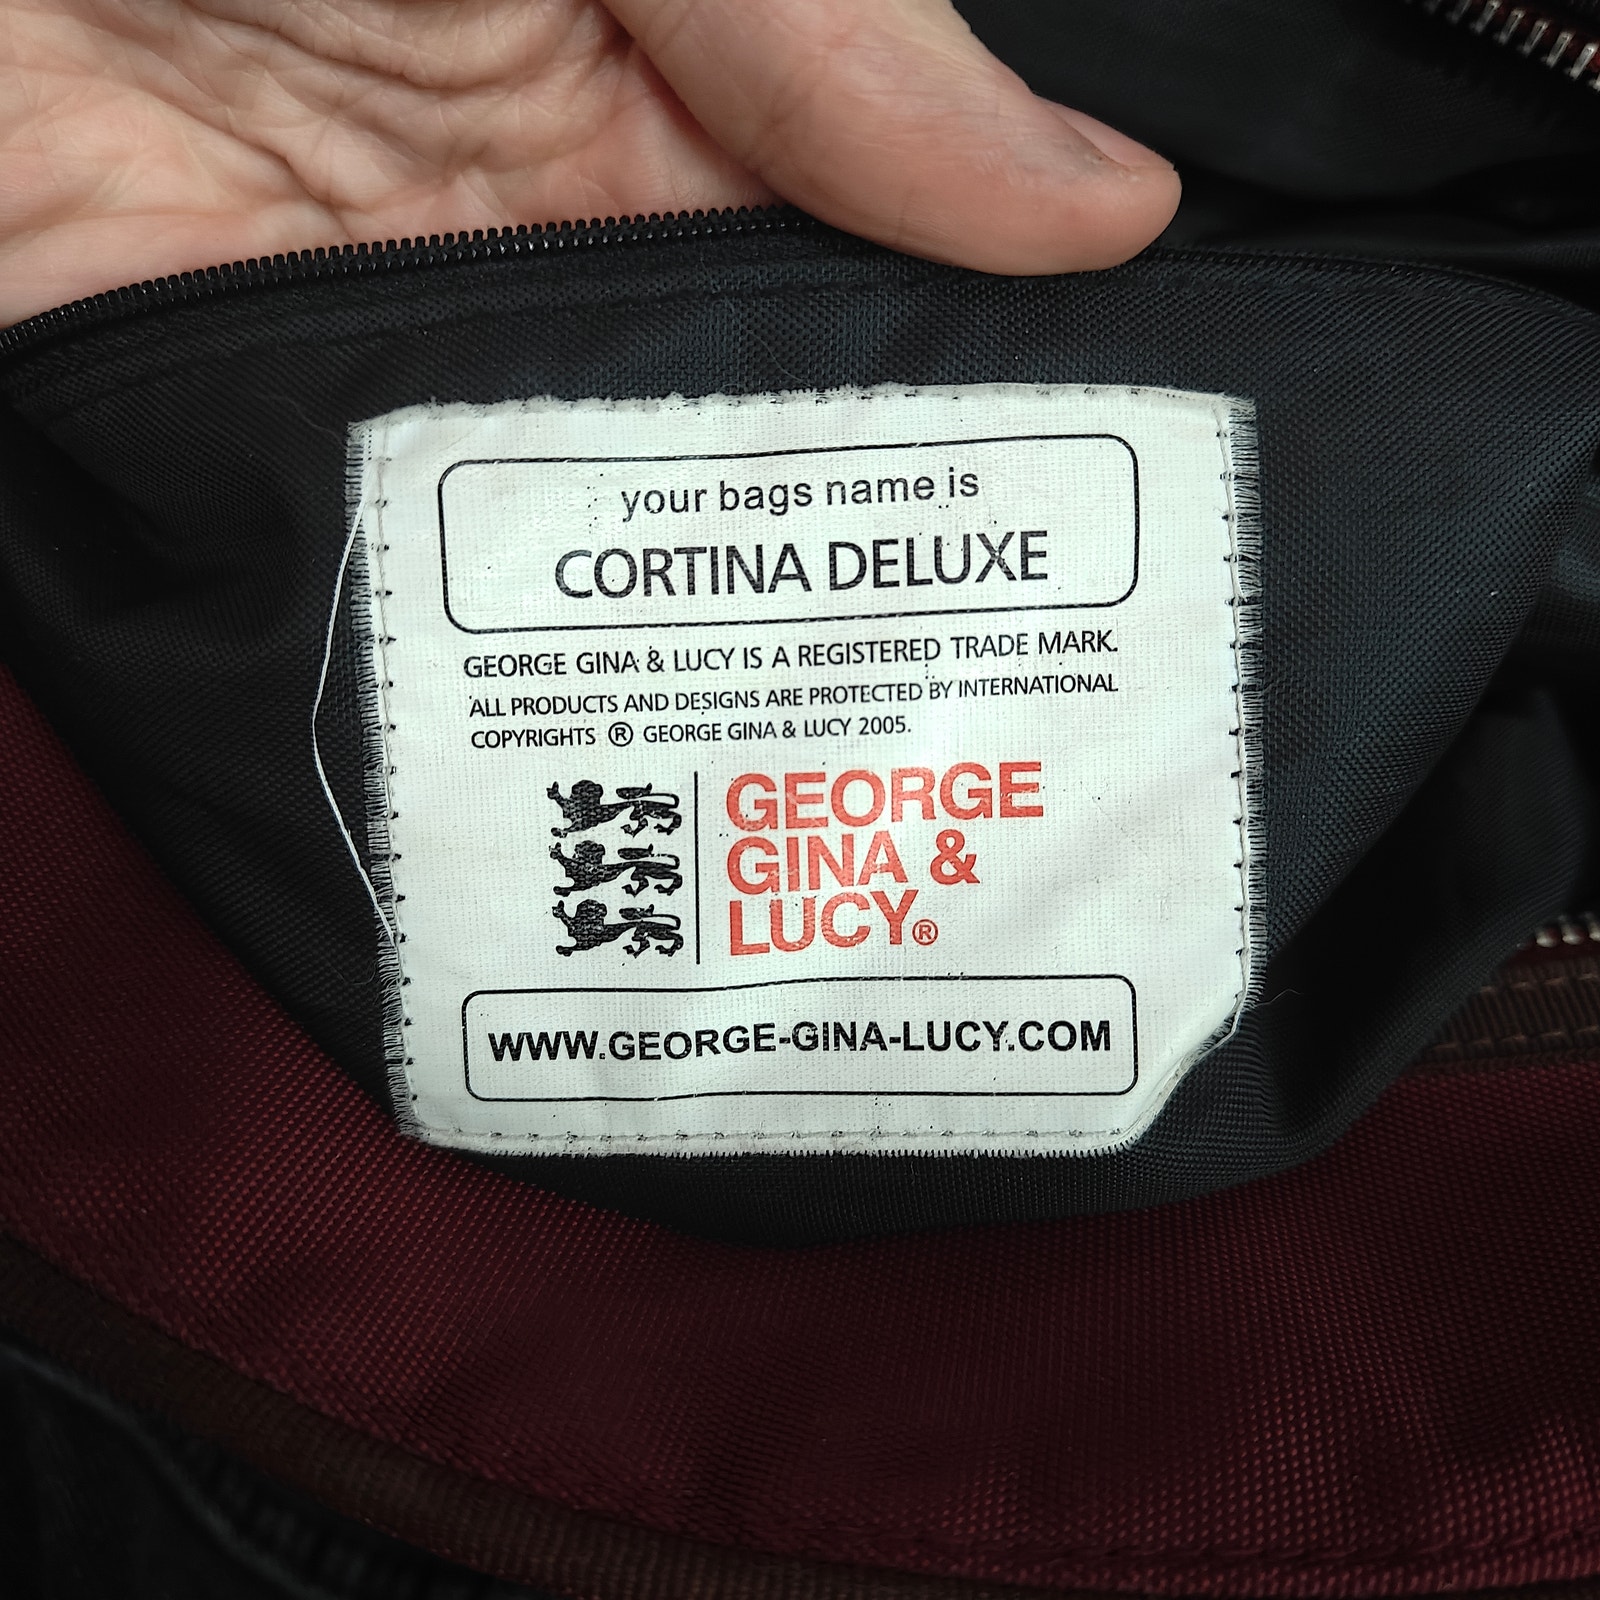 your bags name is
CORTINA DELUXE
GEORGE GINA & LUCY IS A REGISTERED TRADE MARK.
ALL PRODUCTS AND DESIGNS ARE PROTECTED BY INTERNATIONAL
COPYRIGHTS ® GEORGE GINA & LUCY 2005.
GEORGE
GINA &
LUCY®
WWW.GEORGE-GINA-LUCY.COM